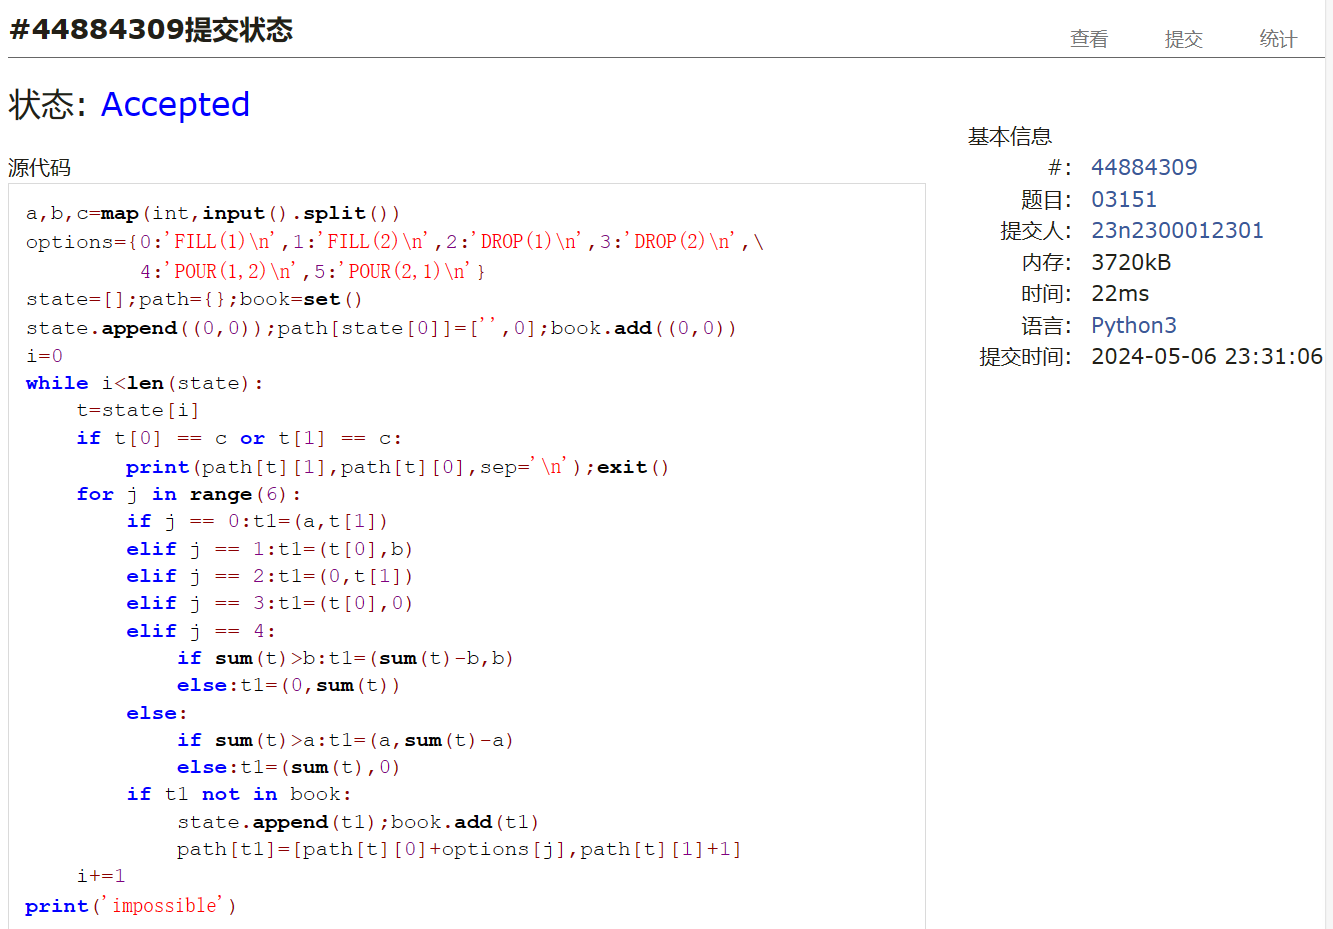 #44884309提交状态
查看 提交 统计
状态: Accepted
源代码
a,b,c=map(int,input().split())
options={0:'FILL(1)\n',1:'FILL(2)\n',2:'DROP(1)\n',3:'DROP(2)\n',\
         4:'POUR(1,2)\n',5:'POUR(2,1)\n'}
state=[];path={};book=set()
state.append((0,0));path[state[0]]=['',0];book.add((0,0))
i=0
while i<len(state):
    t=state[i]
    if t[0] == c or t[1] == c:
        print(path[t][1],path[t][0],sep='\n');exit()
    for j in range(6):
        if j == 0:t1=(a,t[1])
        elif j == 1:t1=(t[0],b)
        elif j == 2:t1=(0,t[1])
        elif j == 3:t1=(t[0],0)
        elif j == 4:
            if sum(t)>b:t1=(sum(t)-b,b)
            else:t1=(0,sum(t))
        else:
            if sum(t)>a:t1=(a,sum(t)-a)
            else:t1=(sum(t),0)
        if t1 not in book:
            state.append(t1);book.add(t1)
            path[t1]=[path[t][0]+options[j],path[t][1]+1]
    i+=1
print('impossible')
基本信息
#: 44884309
题目: 03151
提交人: 23n2300012301
内存: 3720kB
时间: 22ms
语言: Python3
提交时间: 2024-05-06 23:31:06